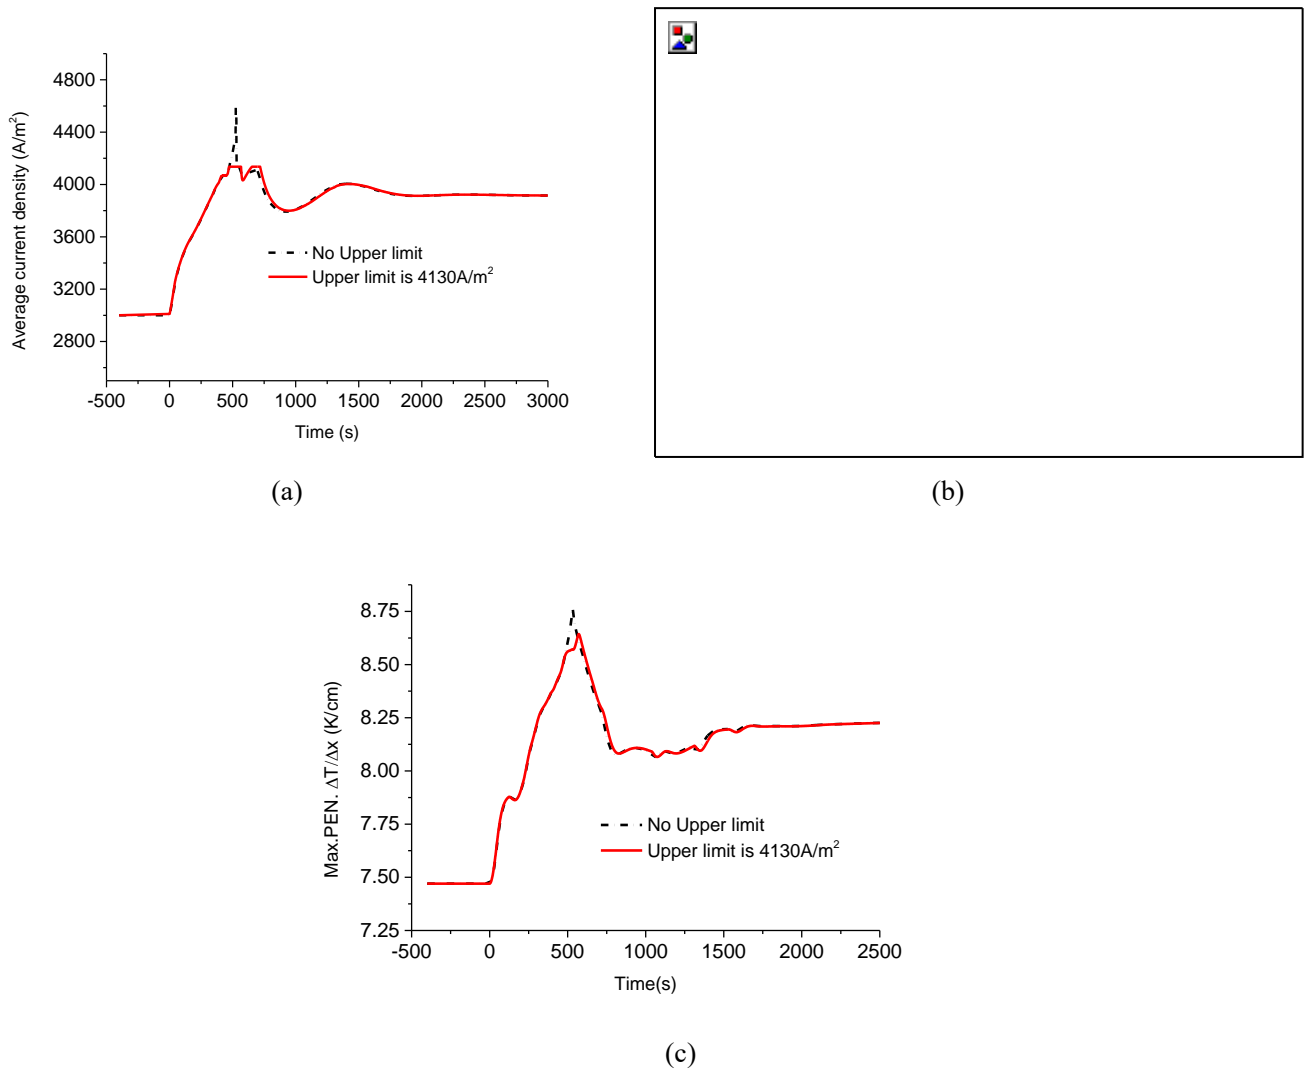 4800
4400
4000
3600
3200
2800
Average current density (A/m²)
No Upper limit
Upper limit is 4130A/m²
-500 0 500 1000 1500 2000 2500 3000
Time (s)
(a)
(b)
8.75
8.50
8.25
8.00
7.75
7.50
7.25
Max.PEN. ΔT/Δx (K/cm)
No Upper limit
Upper limit is 4130A/m²
-500 0 500 1000 1500 2000 2500
Time(s)
(c)